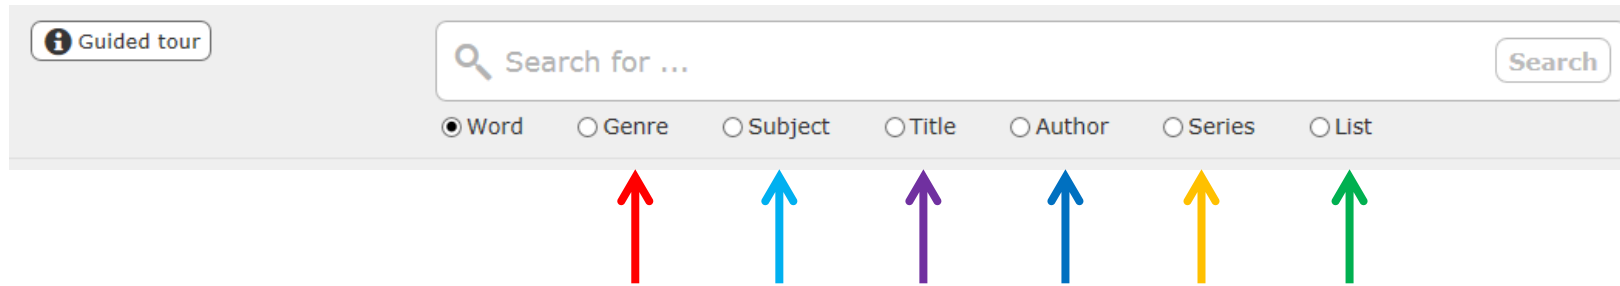 Guided tour
Search for ...
Search
Word Genre Subject Title Author Series List